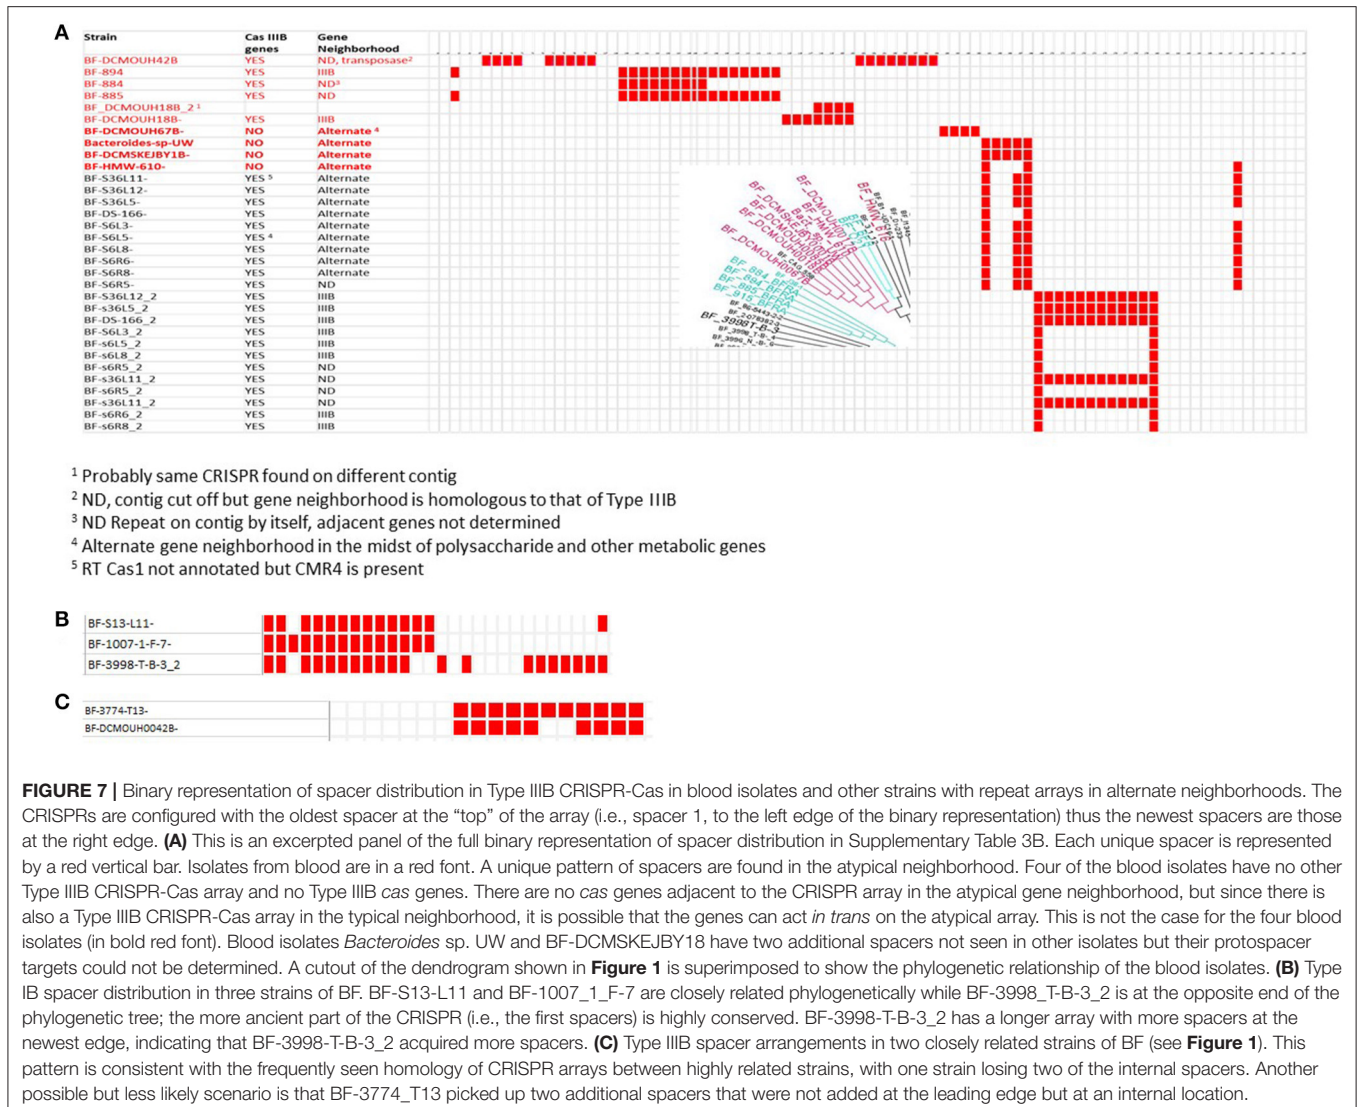 A
Strain Cas IIIB genes Gene Neighborhood
BF-DCMOUH42B YES ND, transposase²
BF-894 YES IIIB
BF-884 YES ND³
BF-885 YES ND
BF_DCMOUH18B_2 ¹
BF-DCMOUH18B- YES IIIB
BF-DCMOUH67B- NO Alternate ⁴
Bacteroides-sp-UW NO Alternate
BF-DCMSKEJBY1B- NO Alternate
BF-HMW-610- NO Alternate
BF-S36L11- YES ⁵ Alternate
BF-S36L12- YES Alternate
BF-S36L5- YES Alternate
BF-DS-166- YES Alternate
BF-S6L3- YES Alternate
BF-S6L5- YES ⁴ Alternate
BF-S6L8- YES Alternate
BF-S6R6- YES Alternate
BF-S6R8- YES Alternate
BF-S6R5- YES ND
BF-S36L12_2 YES IIIB
BF-s36L5_2 YES IIIB
BF-DS-166_2 YES IIIB
BF-S6L3_2 YES IIIB
BF-s6L5_2 YES IIIB
BF-s6L8_2 YES IIIB
BF-s6R5_2 YES ND
BF-s36L11_2 YES ND
BF-s6R5_2 YES ND
BF-s36L11_2 YES ND
BF-s6R6_2 YES IIIB
BF-s6R8_2 YES IIIB
BF_DCMOUH0067B
BF-884_BFRA
BF-894_BFRA
BF-885_BFRA
BF-915_BFRA
BF_3998T-B-3
¹ Probably same CRISPR found on different contig
² ND, contig cut off but gene neighborhood is homologous to that of Type IIIB
³ ND Repeat on contig by itself, adjacent genes not determined
⁴ Alternate gene neighborhood in the midst of polysaccharide and other metabolic genes
⁵ RT Cas1 not annotated but CMR4 is present
B
BF-S13-L11-
BF-1007-1-F-7-
BF-3998-T-B-3_2
C
BF-3774-T13-
BF-DCMOUH0042B-
FIGURE 7 | Binary representation of spacer distribution in Type IIIB CRISPR-Cas in blood isolates and other strains with repeat arrays in alternate neighborhoods. The
CRISPRs are configured with the oldest spacer at the “top” of the array (i.e., spacer 1, to the left edge of the binary representation) thus the newest spacers are those
at the right edge. (A) This is an excerpted panel of the full binary representation of spacer distribution in Supplementary Table 3B. Each unique spacer is represented
by a red vertical bar. Isolates from blood are in a red font. A unique pattern of spacers are found in the atypical neighborhood. Four of the blood isolates have no other
Type IIIB CRISPR-Cas array and no Type IIIB cas genes. There are no cas genes adjacent to the CRISPR array in the atypical gene neighborhood, but since there is
also a Type IIIB CRISPR-Cas array in the typical neighborhood, it is possible that the genes can act in trans on the atypical array. This is not the case for the four blood
isolates (in bold red font). Blood isolates Bacteroides sp. UW and BF-DCMSKEJBY18 have two additional spacers not seen in other isolates but their protospacer
targets could not be determined. A cutout of the dendrogram shown in Figure 1 is superimposed to show the phylogenetic relationship of the blood isolates. (B) Type
IB spacer distribution in three strains of BF. BF-S13-L11 and BF-1007_1_F-7 are closely related phylogenetically while BF-3998_T-B-3_2 is at the opposite end of the
phylogenetic tree; the more ancient part of the CRISPR (i.e., the first spacers) is highly conserved. BF-3998-T-B-3_2 has a longer array with more spacers at the
newest edge, indicating that BF-3998-T-B-3_2 acquired more spacers. (C) Type IIIB spacer arrangements in two closely related strains of BF (see Figure 1). This
pattern is consistent with the frequently seen homology of CRISPR arrays between highly related strains, with one strain losing two of the internal spacers. Another
possible but less likely scenario is that BF-3774_T13 picked up two additional spacers that were not added at the leading edge but at an internal location.